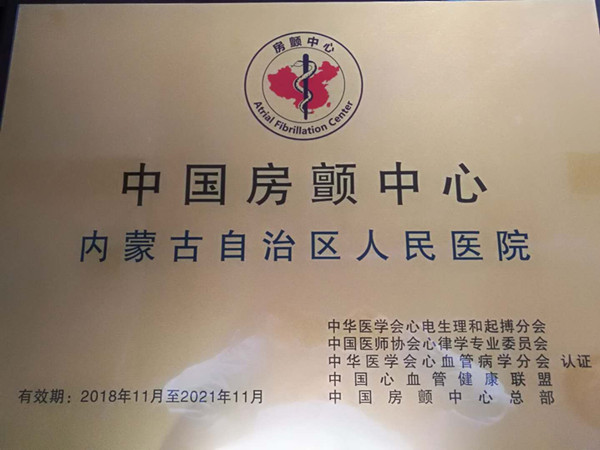 房颤中心
Atrial Fibrillation Center
中国房颤中心
内蒙古自治区人民医院
中华医学会心电生理和起搏分会
中国医师协会心律学专业委员会
中华医学会心血管病学分会 认证
中国心血管健康联盟
中国房颤中心总部
有效期：2018年11月至2021年11月